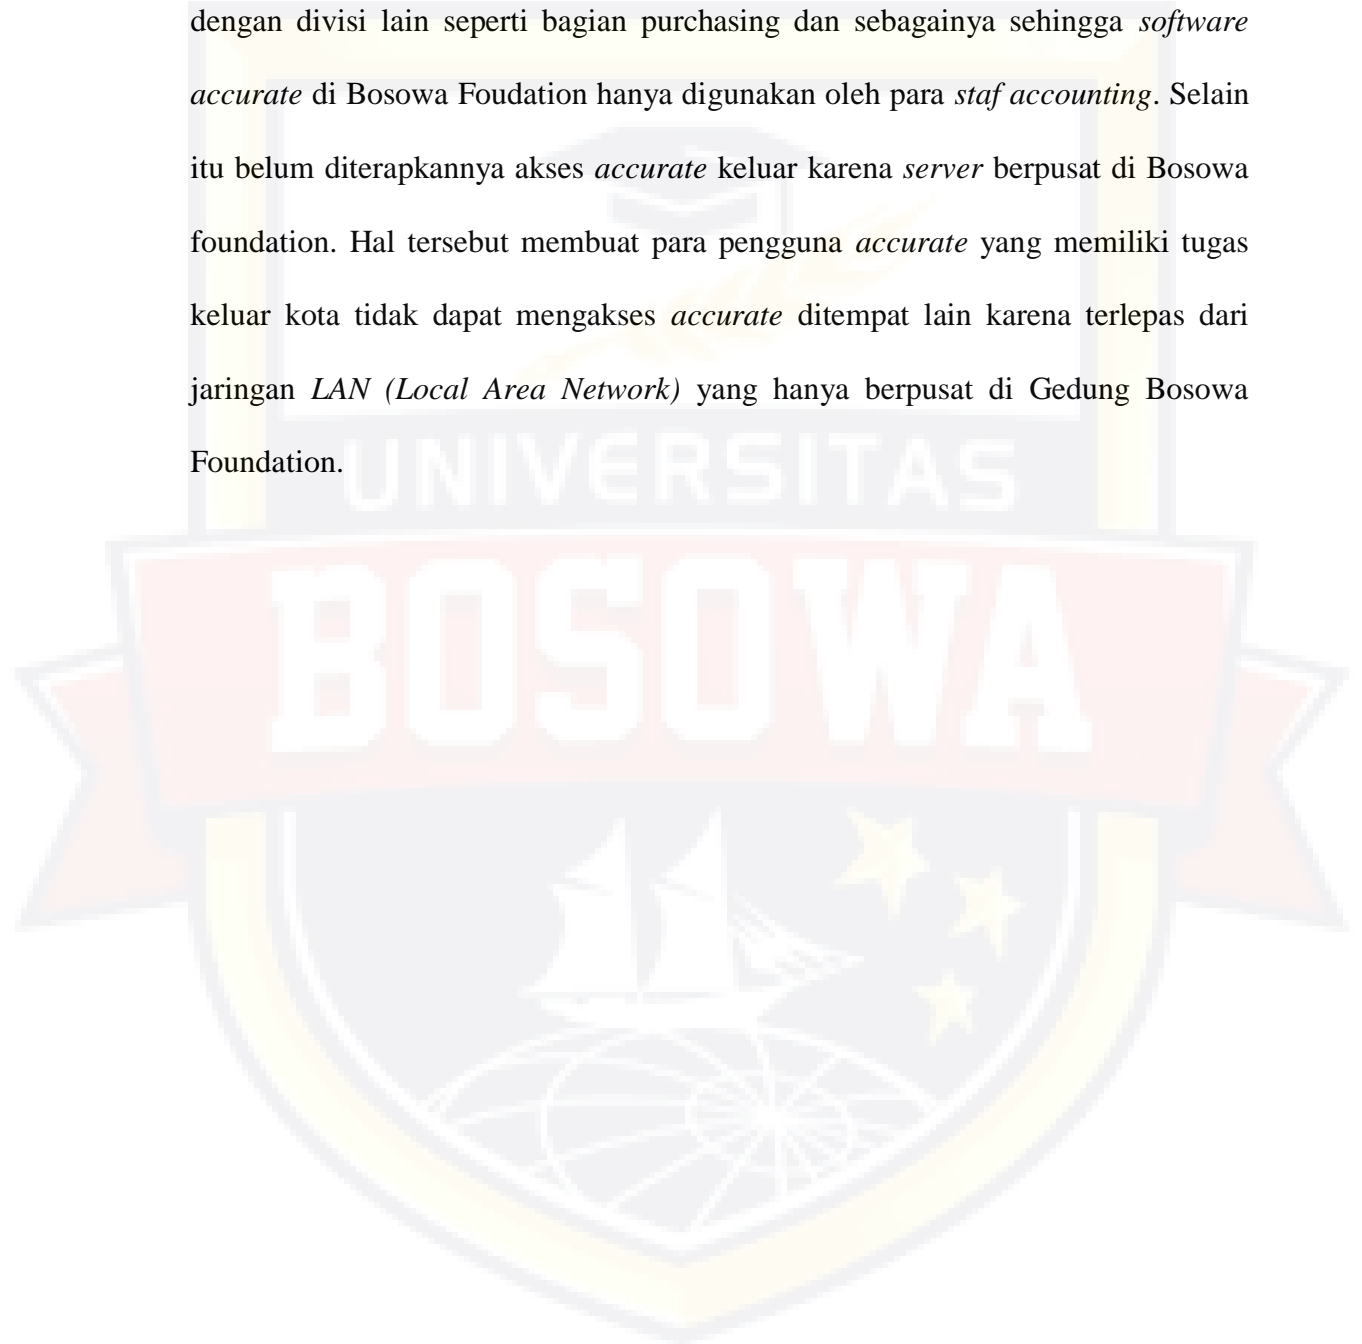 dengan divisi lain seperti bagian purchasing dan sebagainya sehingga software
accurate di Bosowa Foudation hanya digunakan oleh para staf accounting. Selain
itu belum diterapkannya akses accurate keluar karena server berpusat di Bosowa
foundation. Hal tersebut membuat para pengguna accurate yang memiliki tugas
keluar kota tidak dapat mengakses accurate ditempat lain karena terlepas dari
jaringan LAN (Local Area Network) yang hanya berpusat di Gedung Bosowa
Foundation.
UNIVERSITAS
BOSOWA